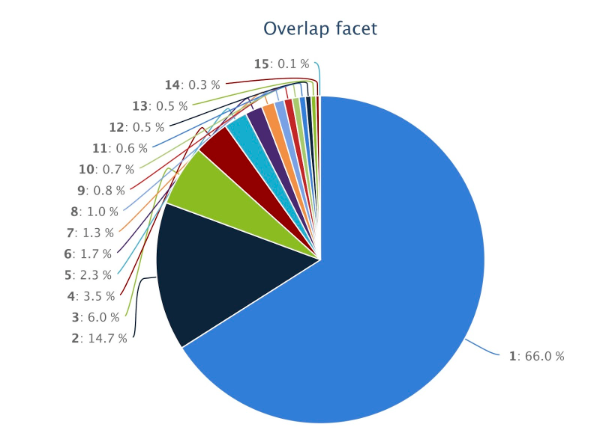 Overlap facet
15: 0.1 %
14: 0.3 %
13: 0.5 %
12: 0.5 %
11: 0.6 %
10: 0.7 %
9: 0.8 %
8: 1.0 %
7: 1.3 %
6: 1.7 %
5: 2.3 %
4: 3.5 %
3: 6.0 %
2: 14.7 %
1: 66.0 %